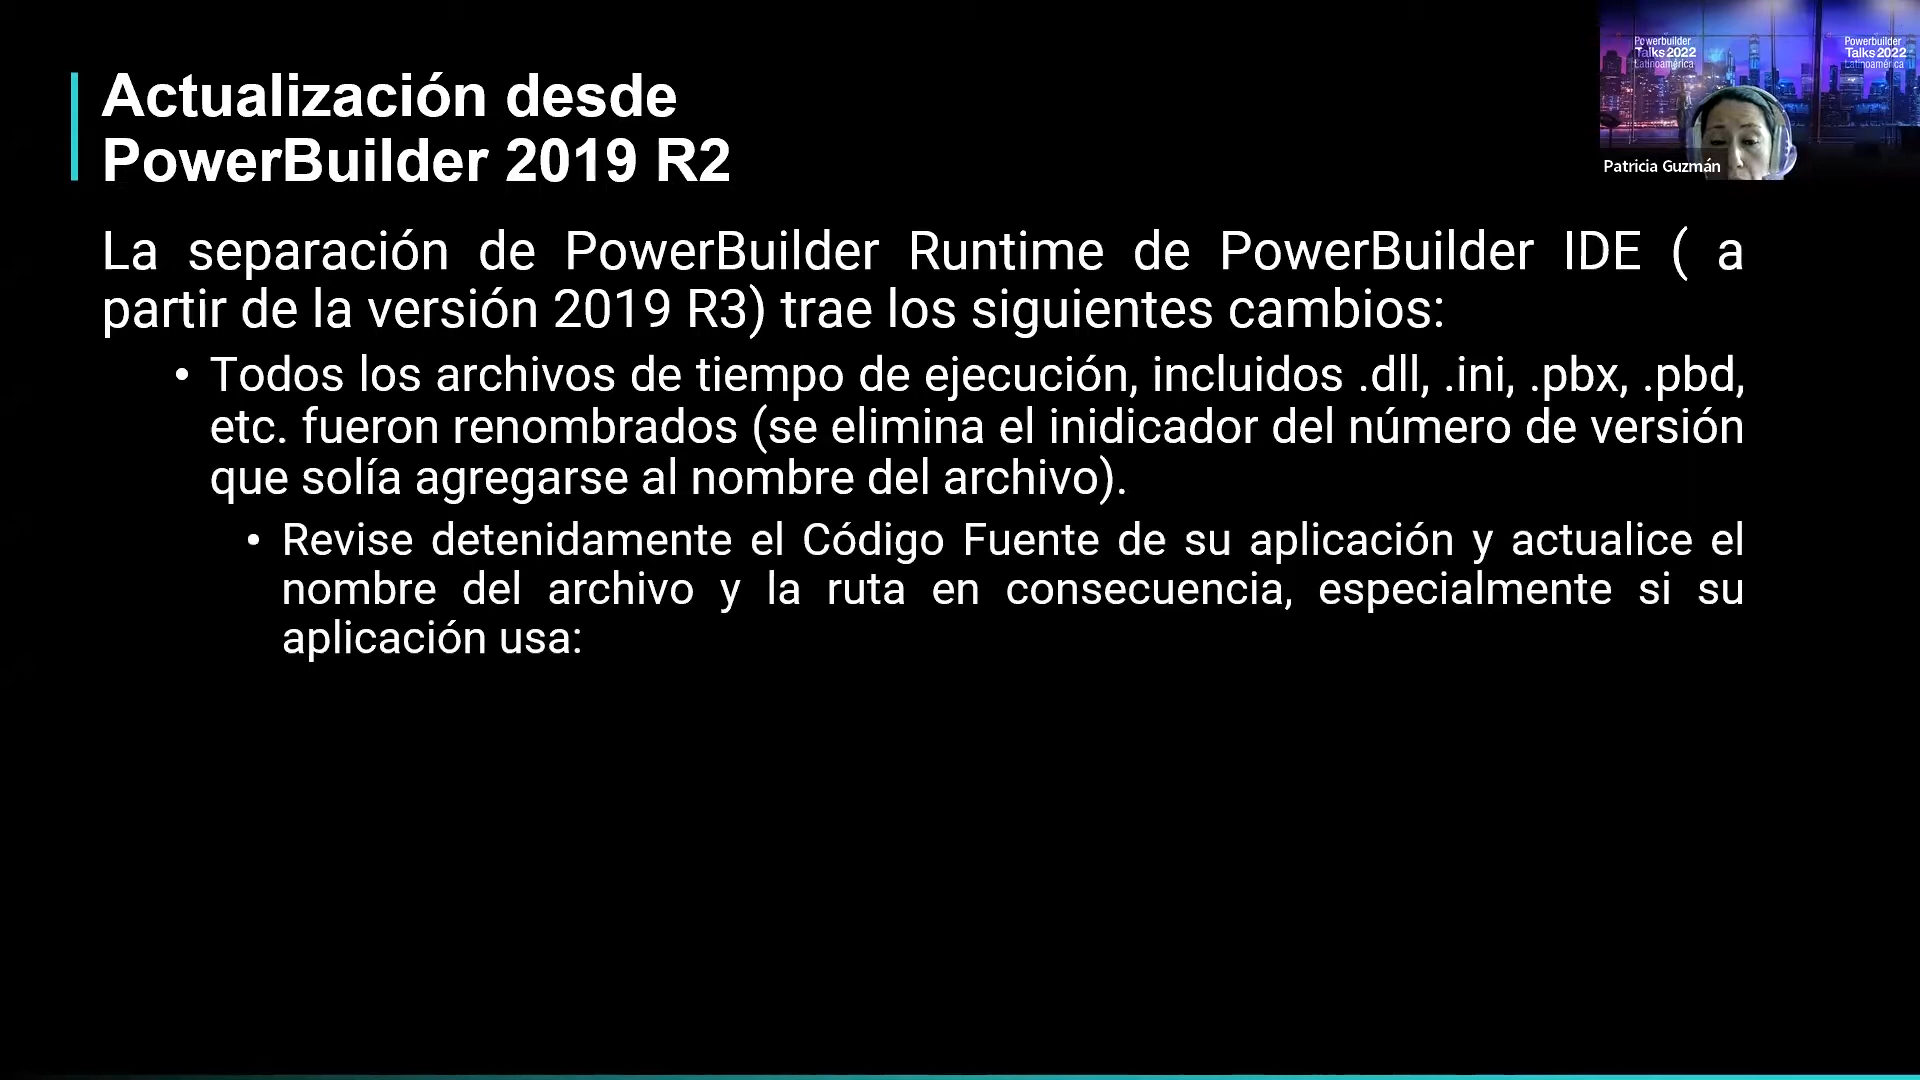 Actualización desde
PowerBuilder 2019 R2
Powerbuilder
Talks 2022
Latinoamérica
Powerbuilder
Talks 2022
Latinoamérica
Patricia Guzmán
La separación de PowerBuilder Runtime de PowerBuilder IDE ( a
partir de la versión 2019 R3) trae los siguientes cambios:
• Todos los archivos de tiempo de ejecución, incluidos .dll, .ini, .pbx, .pbd,
etc. fueron renombrados (se elimina el inidicador del número de versión
que solía agregarse al nombre del archivo).
• Revise detenidamente el Código Fuente de su aplicación y actualice el
nombre del archivo y la ruta en consecuencia, especialmente si su
aplicación usa: